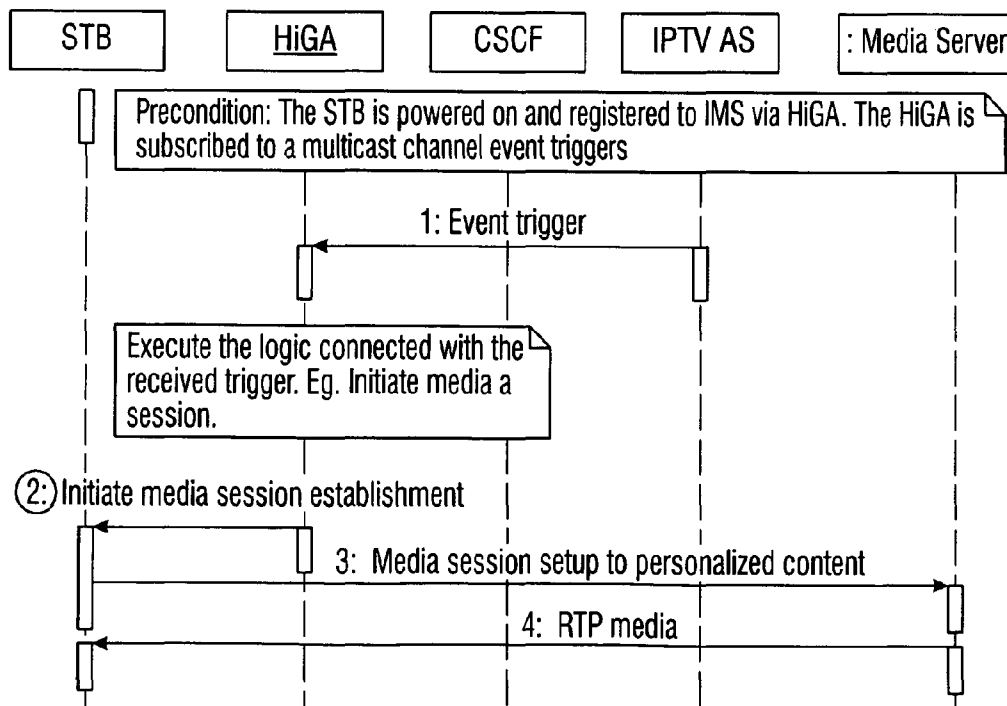 STB
HiGA
CSCF
IPTV AS
: Media Server
Precondition: The STB is powered on and registered to IMS via HiGA. The HiGA is
subscribed to a multicast channel event triggers
1: Event trigger
Execute the logic connected with the
received trigger. Eg. Initiate media a
session.
2: Initiate media session establishment
3: Media session setup to personalized content
4: RTP media